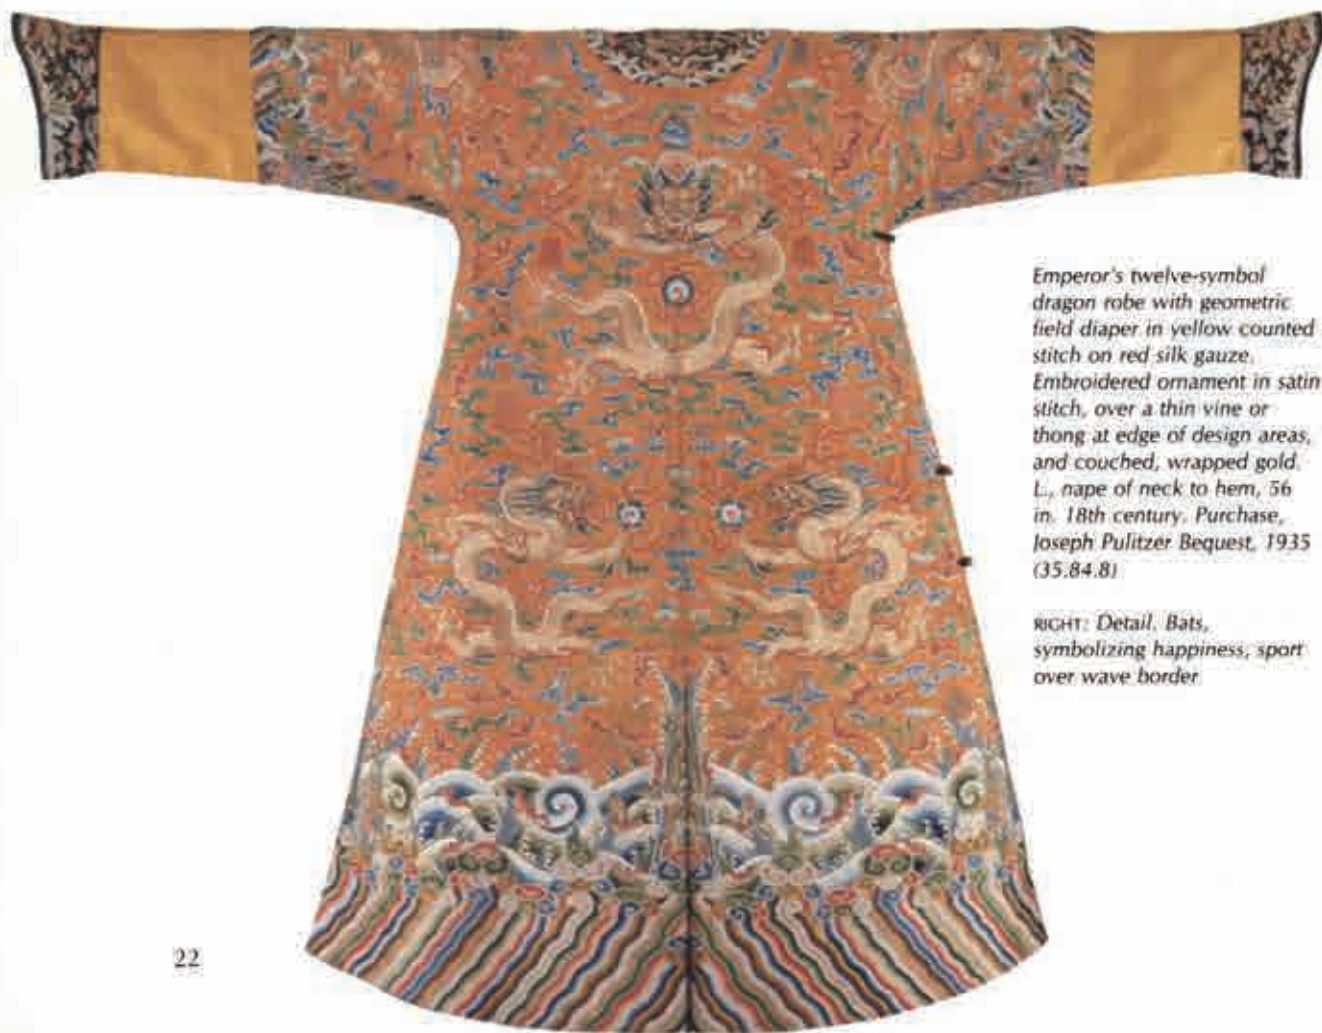 Emperor's twelve-symbol
dragon robe with geometric
field diaper in yellow counted
stitch on red silk gauze.
Embroidered ornament in satin
stitch, over a thin vine or
thong at edge of design areas,
and couched, wrapped gold.
L., nape of neck to hem, 56
in. 18th century. Purchase,
Joseph Pulitzer Bequest, 1935
(35.84.8)
RIGHT: Detail. Bats,
symbolizing happiness, sport
over wave border
22